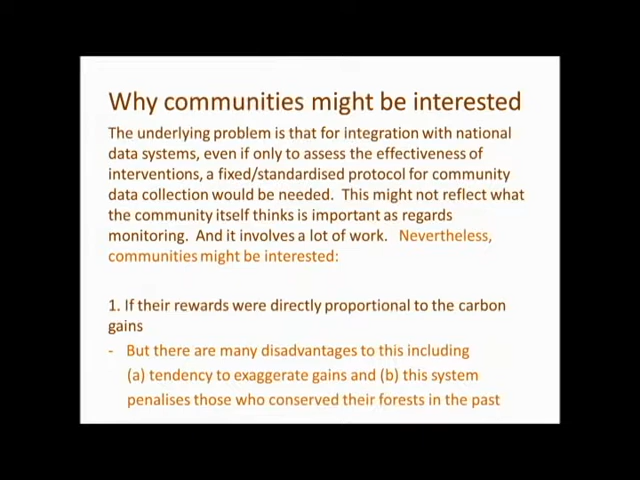 Why communities might be interested
The underlying problem is that for integration with national
data systems, even if only to assess the effectiveness of
interventions, a fixed/standardised protocol for community
data collection would be needed. This might not reflect what
the community itself thinks is important as regards
monitoring. And it involves a lot of work. Nevertheless,
communities might be interested:
1. If their rewards were directly proportional to the carbon
gains
- But there are many disadvantages to this including
(a) tendency to exaggerate gains and (b) this system
penalises those who conserved their forests in the past